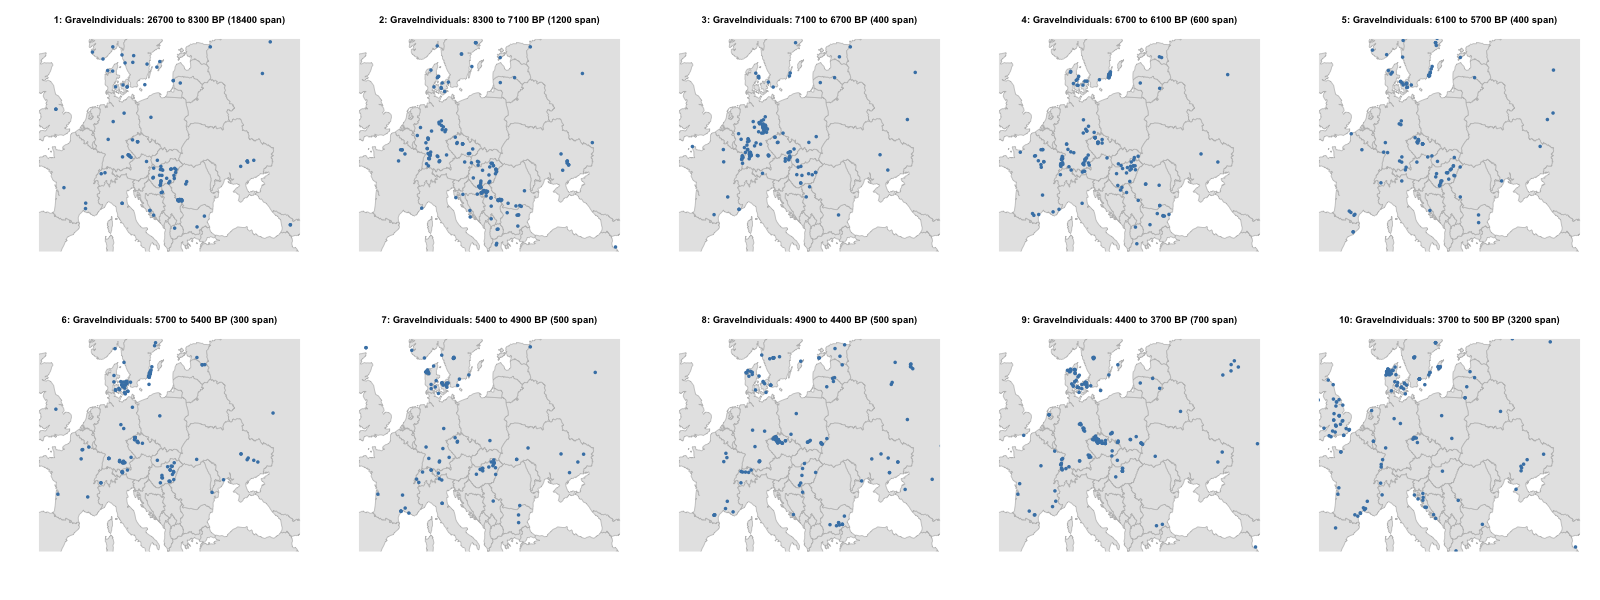 1: GraveIndividuals: 26700 to 8300 BP (18400 span)
2: GraveIndividuals: 8300 to 7100 BP (1200 span)
3: GraveIndividuals: 7100 to 6700 BP (400 span)
4: GraveIndividuals: 6700 to 6100 BP (600 span)
5: GraveIndividuals: 6100 to 5700 BP (400 span)
6: GraveIndividuals: 5700 to 5400 BP (300 span)
7: GraveIndividuals: 5400 to 4900 BP (500 span)
8: GraveIndividuals: 4900 to 4400 BP (500 span)
9: GraveIndividuals: 4400 to 3700 BP (700 span)
10: GraveIndividuals: 3700 to 500 BP (3200 span)